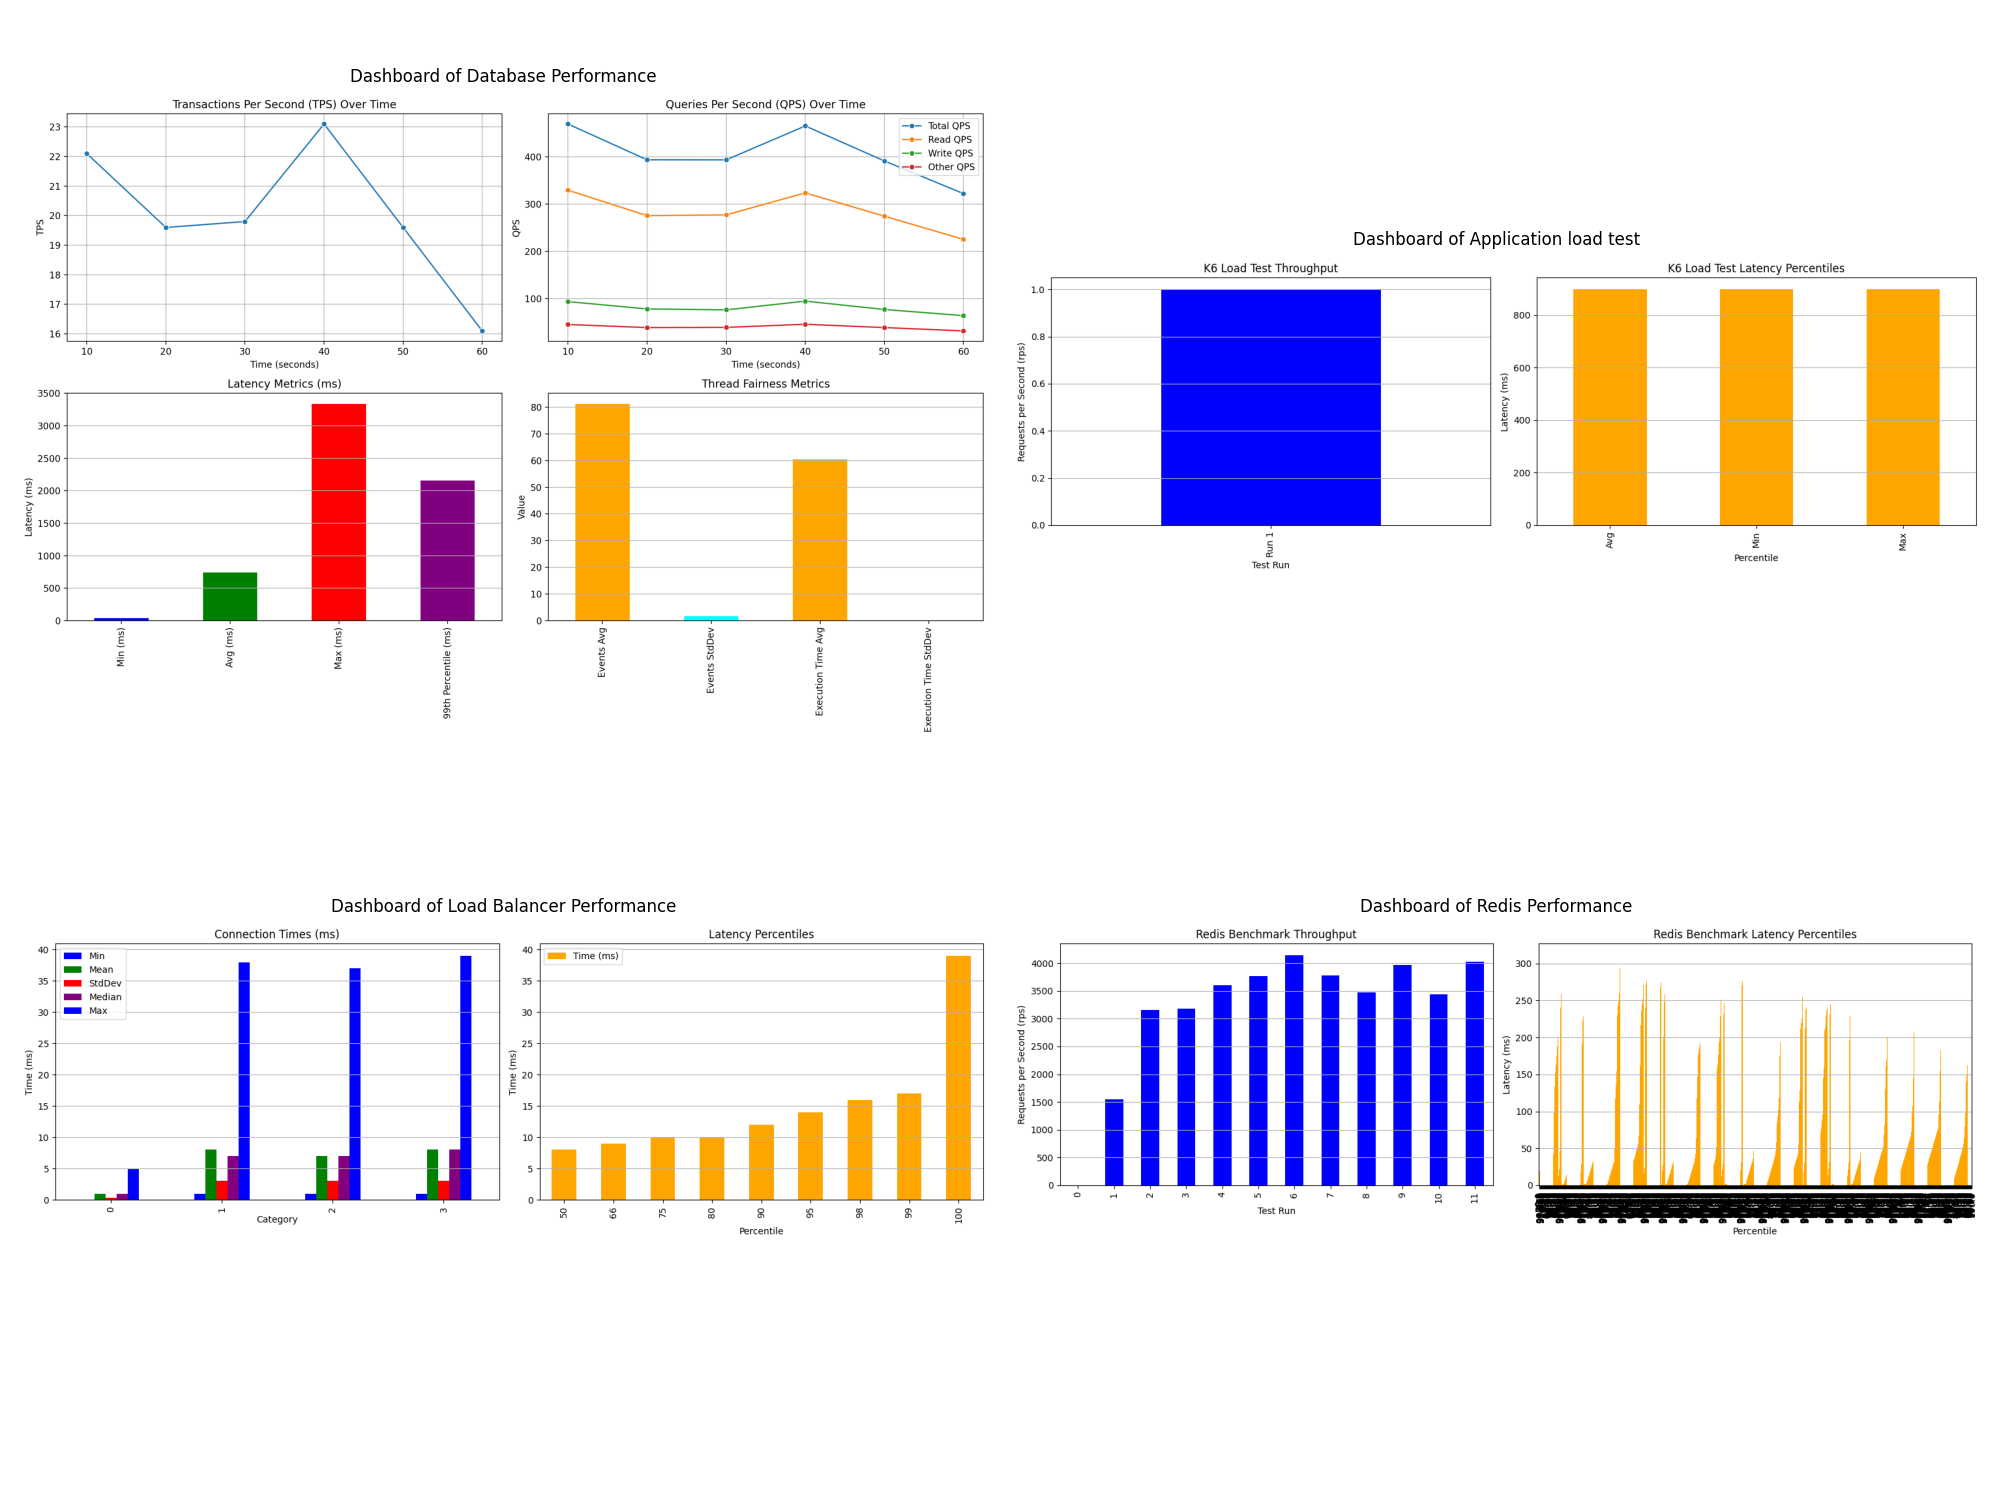 Dashboard of Database Performance
Transactions Per Second (TPS) Over Time
TPS
23
22
21
20
19
18
17
16
10 20 30 40 50 60
Time (seconds)
Queries Per Second (QPS) Over Time
QPS
400
300
200
100
Total QPS
Read QPS
Write QPS
Other QPS
10 20 30 40 50 60
Time (seconds)
Latency Metrics (ms)
Latency (ms)
3500
3000
2500
2000
1500
1000
500
0
Min (ms)
Avg (ms)
Max (ms)
99th Percentile (ms)
Thread Fairness Metrics
Value
80
70
60
50
40
30
20
10
0
Events Avg
Events StdDev
Execution Time Avg
Execution Time StdDev
Dashboard of Application load test
K6 Load Test Throughput
Requests per Second (rps)
1.0
0.8
0.6
0.4
0.2
0.0
Run 1
Test Run
K6 Load Test Latency Percentiles
Latency (ms)
800
600
400
200
0
Avg
Min
Max
Percentile
Dashboard of Load Balancer Performance
Connection Times (ms)
Time (ms)
40
35
30
25
20
15
10
5
0
Min
Mean
StdDev
Median
Max
0 1 2 3
Category
Latency Percentiles
Time (ms)
40
35
30
25
20
15
10
5
0
Time (ms)
50 66 75 80 90 95 98 99 100
Percentile
Dashboard of Redis Performance
Redis Benchmark Throughput
Requests per Second (rps)
4000
3500
3000
2500
2000
1500
1000
500
0
0 1 2 3 4 5 6 7 8 9 10 11
Test Run
Redis Benchmark Latency Percentiles
Latency (ms)
300
250
200
150
100
50
0
Percentile